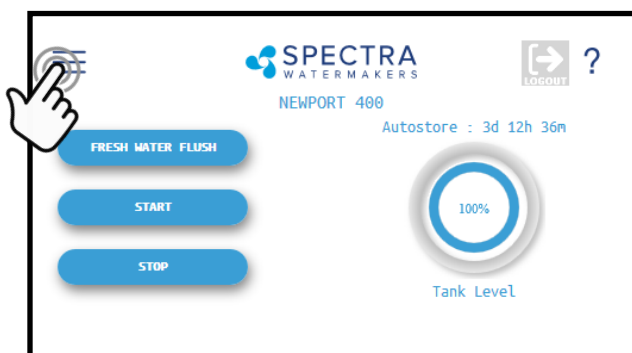 SPECTRA
WATERMAKERS
LOGOUT
?
NEWPORT 400
Autostore : 3d 12h 36m
FRESH WATER FLUSH
START
100%
STOP
Tank Level